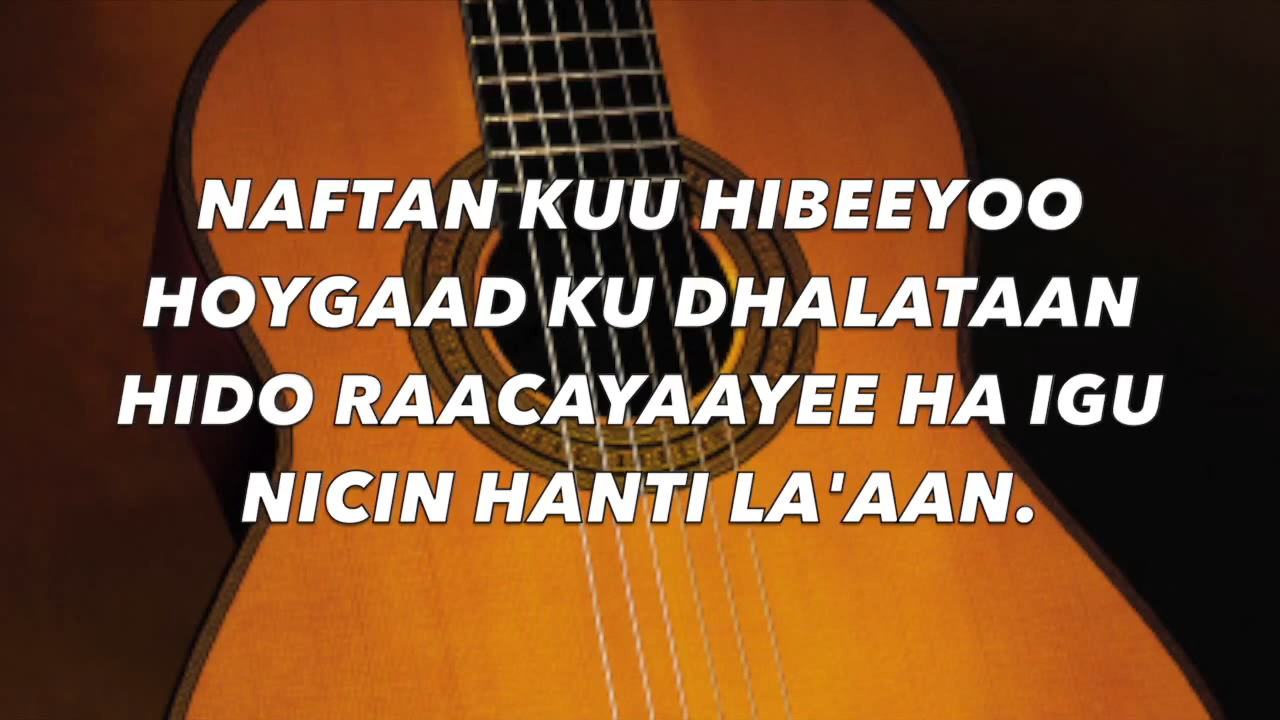 NAFTAN KUU HIBEEYOO
HOYGAAD KU DHALATAAN
HIDO RAACAYAAYEE HA IGU
NICIN HANTI LA'AAN.